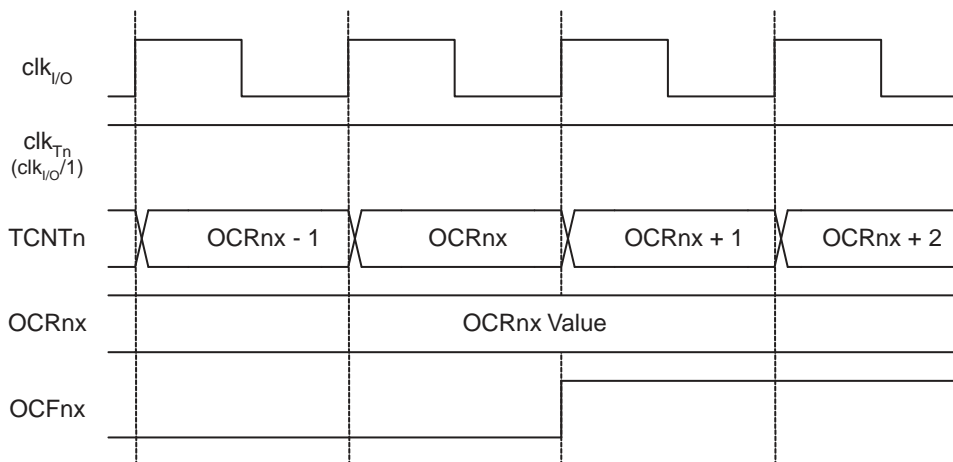 clkI/O
clkTn
(clkI/O/1)
TCNTn OCRnx - 1 OCRnx OCRnx + 1 OCRnx + 2
OCRnx OCRnx Value
OCFnx